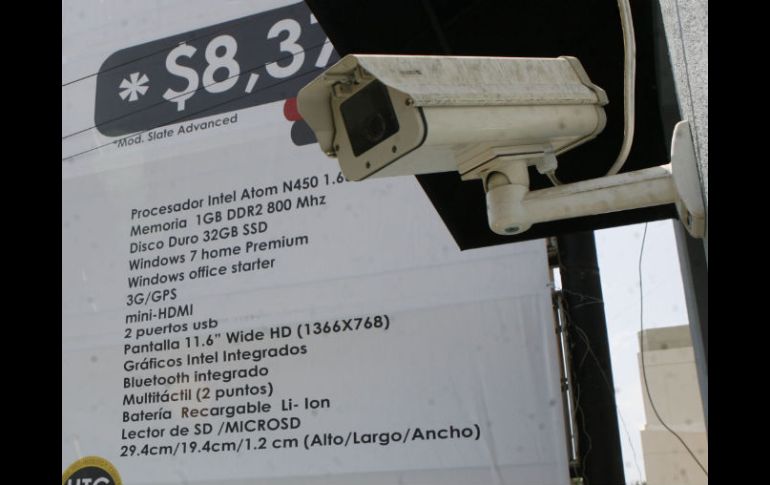 *$8,37
*Mod. Slate Advanced
Procesador Intel Atom N450 1.6
Memoria 1GB DDR2 800 Mhz
Disco Duro 32GB SSD
Windows 7 home Premium
Windows office starter
3G/GPS
mini-HDMI
2 puertos usb
Pantalla 11.6” Wide HD (1366X768)
Gráficos Intel Integrados
Bluetooth integrado
Multitáctil (2 puntos)
Batería Recargable Li- Ion
Lector de SD /MICROSD
29.4cm/19.4cm/1.2 cm (Alto/Largo/Ancho)